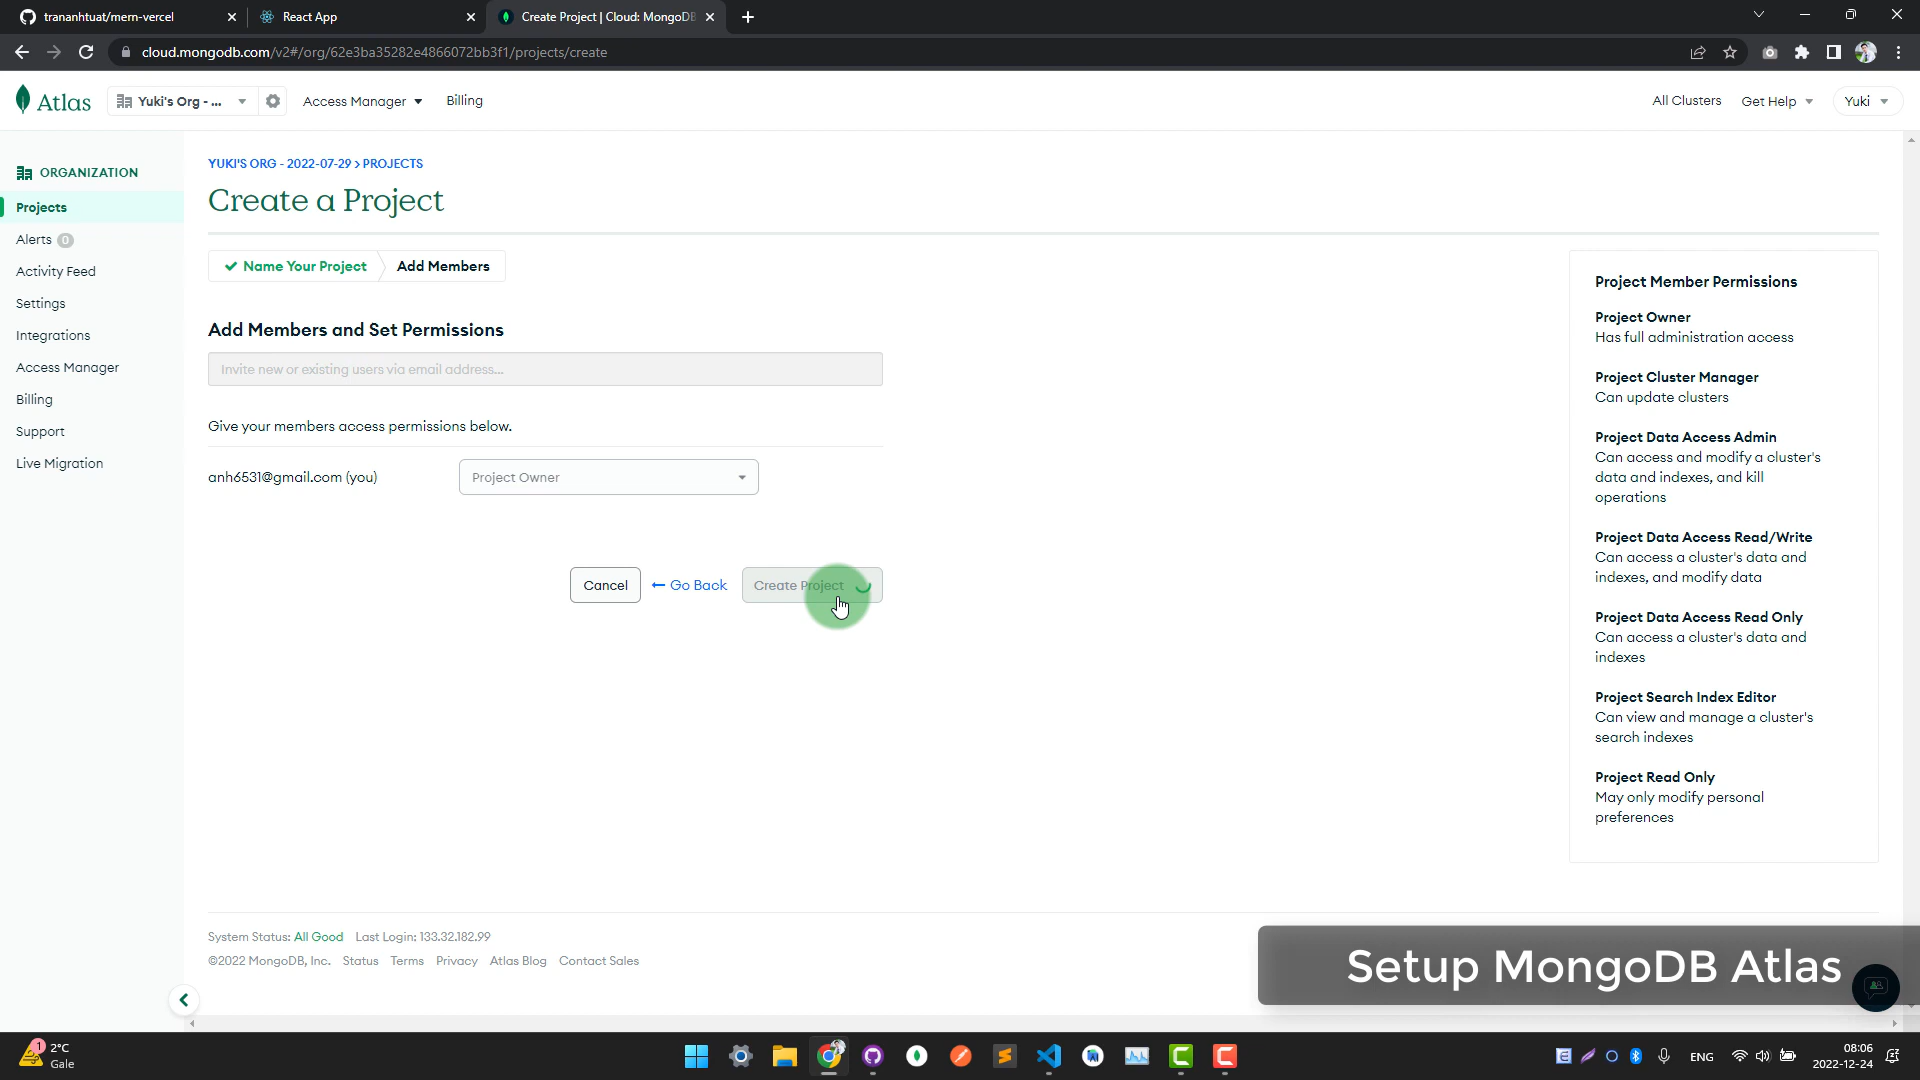 trananhtuat/mern-vercel
React App
Create Project | Cloud: MongoDB
cloud.mongodb.com/v2#/org/62e3ba35282e4866072bb3f1/projects/create
Atlas
Yuki's Org - ...
Access Manager
Billing
All Clusters
Get Help
Yuki
ORGANIZATION
Projects
Alerts 0
Activity Feed
Settings
Integrations
Access Manager
Billing
Support
Live Migration
YUKI'S ORG - 2022-07-29 > PROJECTS
Create a Project
Name Your Project
Add Members
Add Members and Set Permissions
Invite new or existing users via email address...
Give your members access permissions below.
anh6531@gmail.com (you)
Project Owner
Cancel
Go Back
Create Project
Project Member Permissions
Project Owner
Has full administration access
Project Cluster Manager
Can update clusters
Project Data Access Admin
Can access and modify a cluster's
data and indexes, and kill
operations
Project Data Access Read/Write
Can access a cluster's data and
indexes, and modify data
Project Data Access Read Only
Can access a cluster's data and
indexes
Project Search Index Editor
Can view and manage a cluster's
search indexes
Project Read Only
May only modify personal
preferences
System Status: All Good Last Login: 133.32.182.99
©2022 MongoDB, Inc. Status Terms Privacy Atlas Blog Contact Sales
Setup MongoDB Atlas
1
2°C
Gale
ENG
08:06
2022-12-24